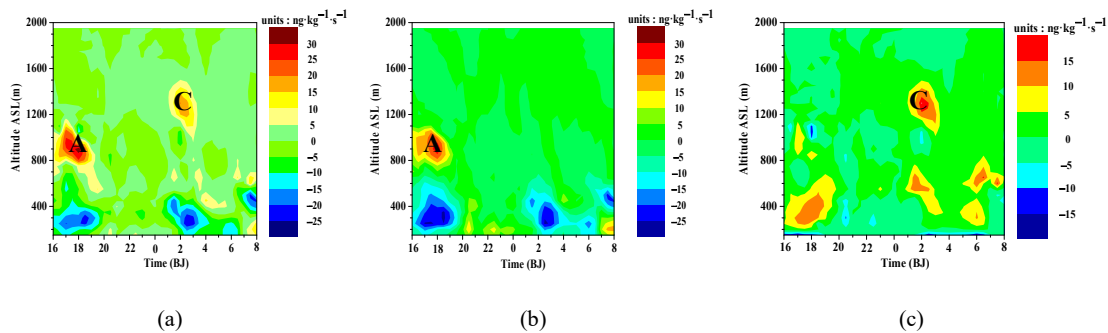 units : ng·kg⁻¹·s⁻¹
2000
1600
1200
800
400
Altitude ASL(m)
A
C
30
25
20
15
10
5
−5
−10
−15
−20
−25
16 18 20 22 0 2 4 6 8
Time (BJ)
(a)
units : ng·kg⁻¹·s⁻¹
2000
1600
1200
800
400
Altitude ASL (m)
A
30
25
20
15
10
5
−5
−10
−15
−20
−25
16 18 20 22 0 2 4 6 8
Time (BJ)
(b)
units : ng·kg⁻¹·s⁻¹
2000
1600
1200
800
400
Altitude ASL (m)
C
15
10
5
0
−5
−10
−15
16 18 20 22 0 2 4 6 8
Time (BJ)
(c)